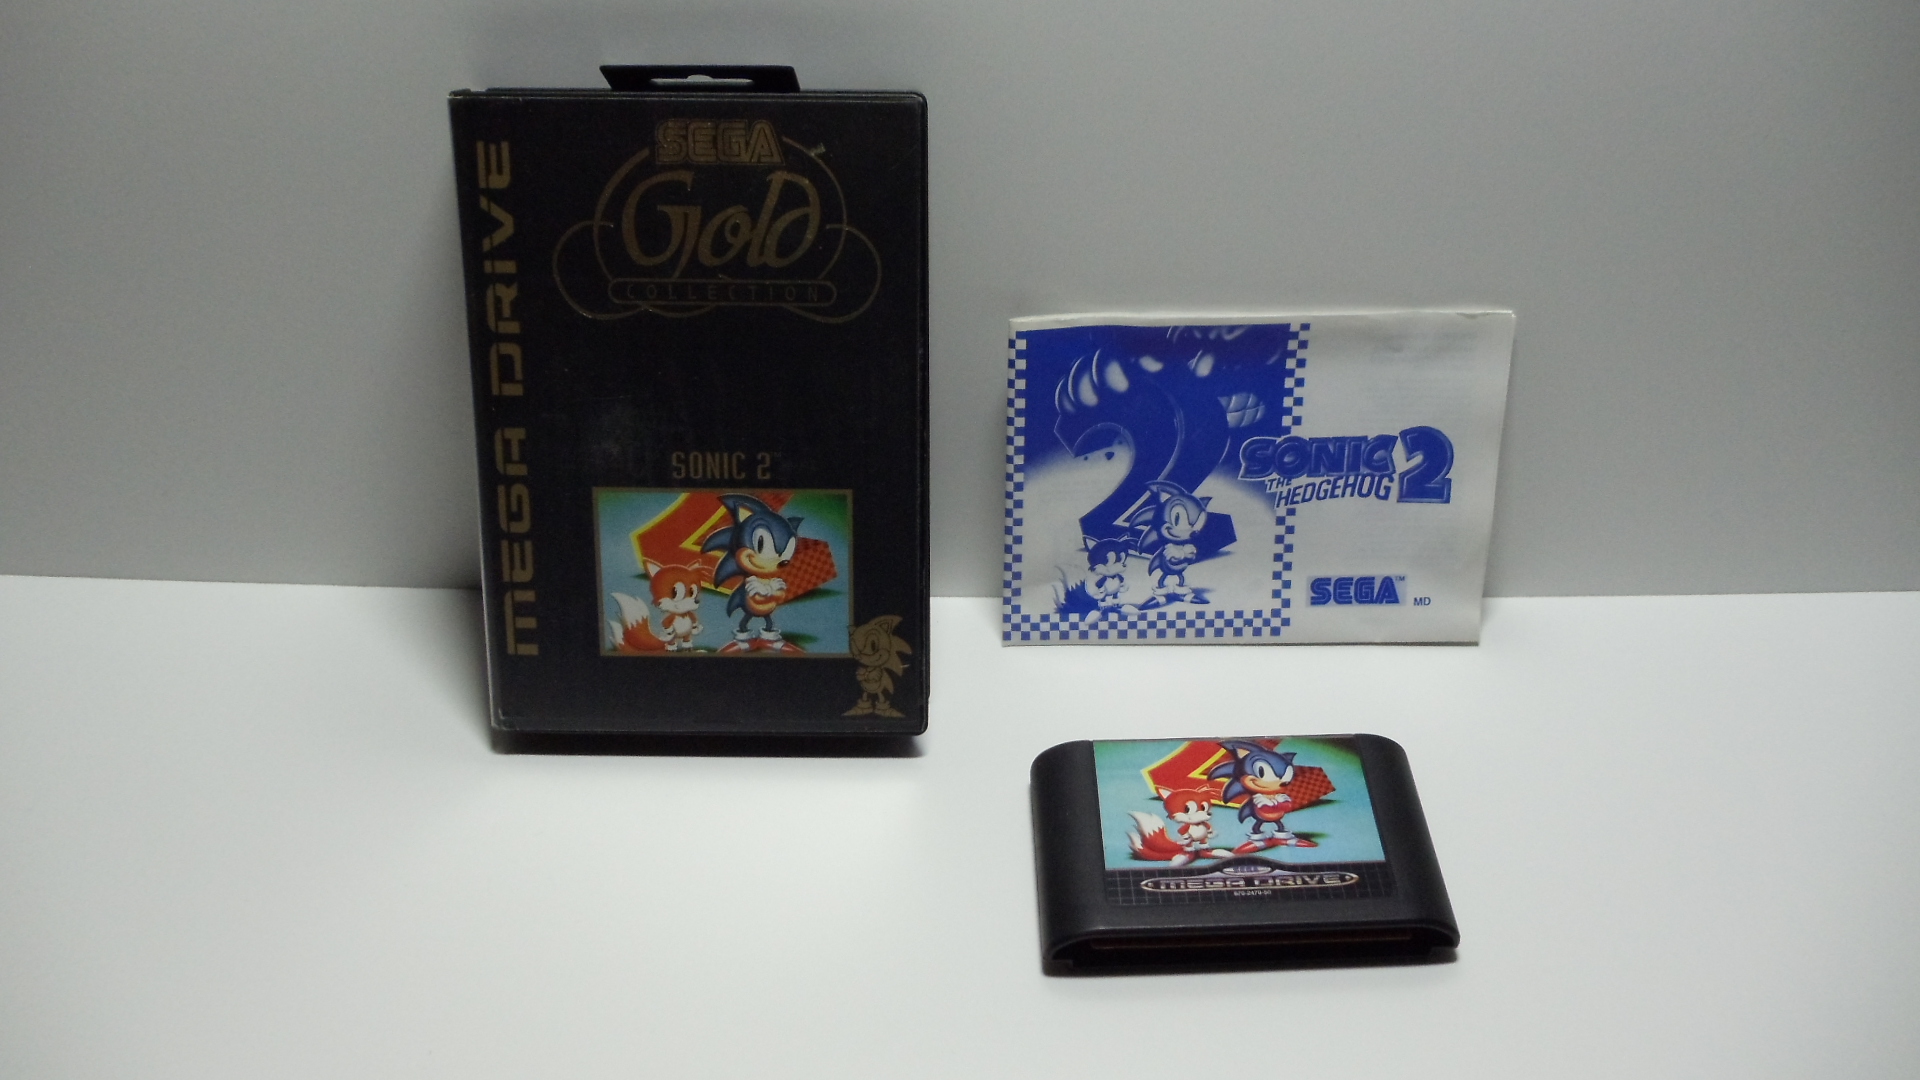 SEGA
Gold
COLLECTION
MEGA DRIVE
SONIC 2™
SONIC
THE
HEDGEHOG 2
SEGA™ MD
MEGA DRIVE